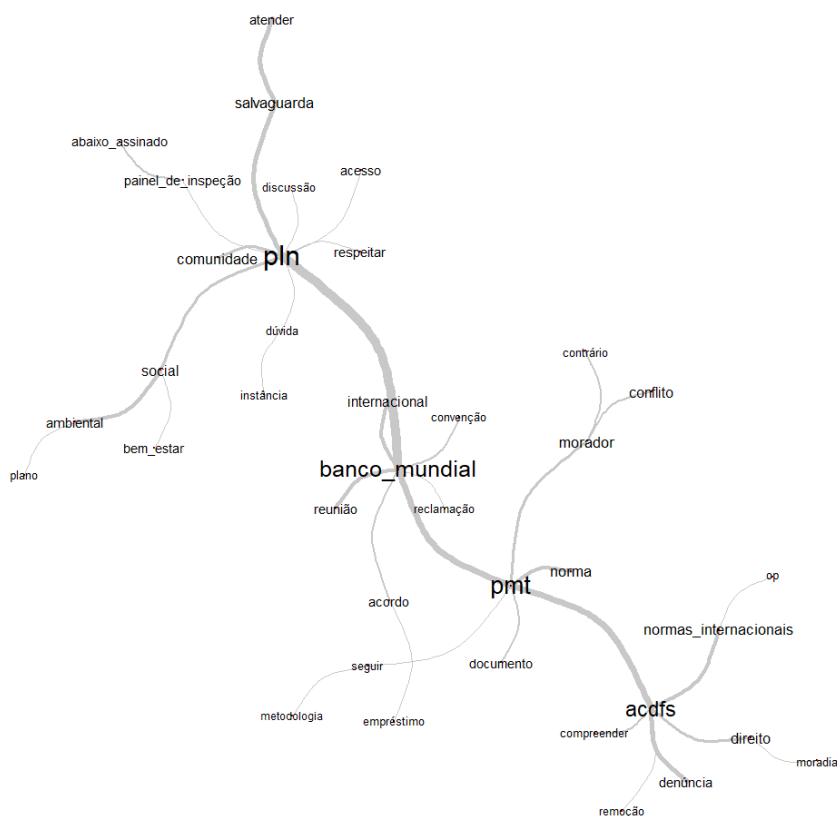 atender
salvaguarda
abaixo_assinado
acesso
painel_de_inspeção
discussão
respeitar
pln
comunidade
dúvida
contrário
social
instância
conflito
internacional
convenção
ambiental
morador
bem_estar
banco_mundial
plano
reunião
reclamação
norma
op
pmt
acordo
normas_internacionais
seguir
documento
acdfs
metodologia
empréstimo
compreender
direito
moradia
denúncia
remoção